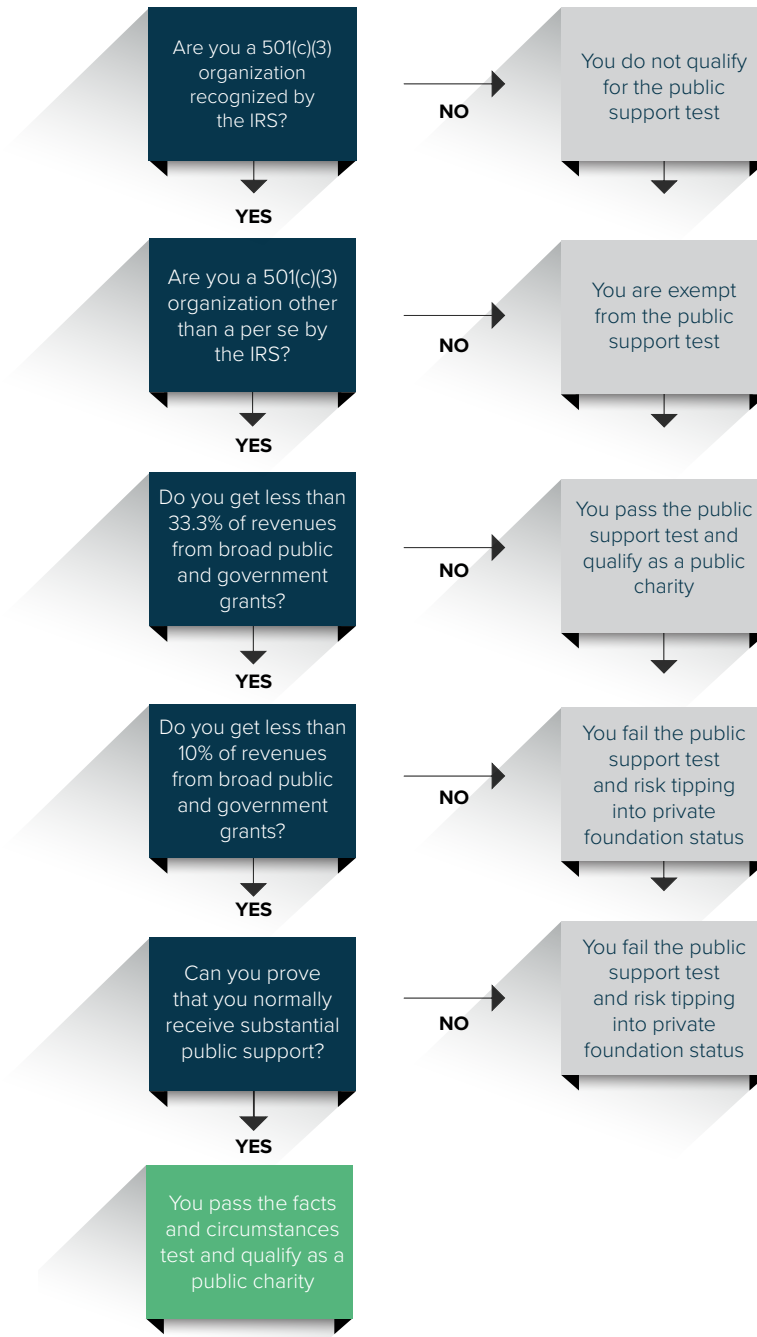 Are you a 501(c)(3)
organization
recognized by
the IRS?
NO
You do not qualify
for the public
support test
YES
Are you a 501(c)(3)
organization other
than a per se by
the IRS?
NO
You are exempt
from the public
support test
YES
Do you get less than
33.3% of revenues
from broad public
and government
grants?
NO
You pass the public
support test and
qualify as a public
charity
YES
Do you get less than
10% of revenues
from broad public
and government
grants?
NO
You fail the public
support test
and risk tipping
into private
foundation status
YES
Can you prove
that you normally
receive substantial
public support?
NO
You fail the public
support test
and risk tipping
into private
foundation status
YES
You pass the facts
and circumstances
test and qualify as a
public charity